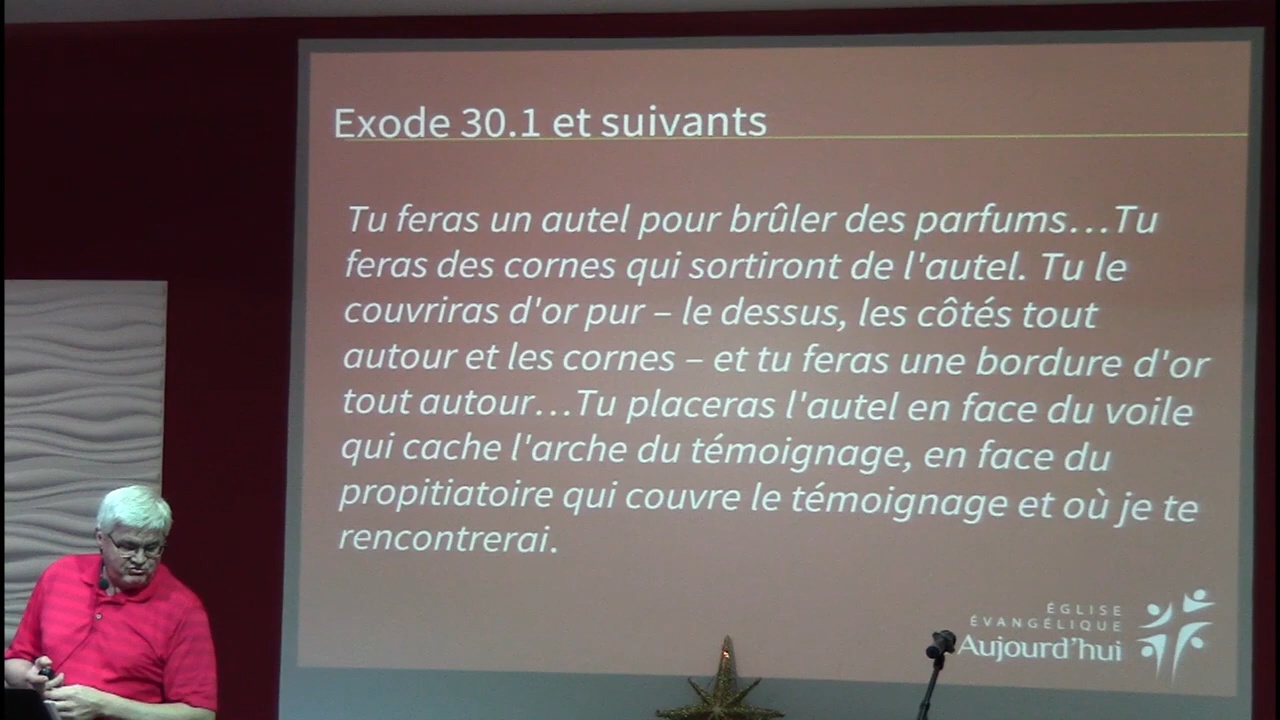 Exode 30.1 et suivants
Tu feras un autel pour brûler des parfums…Tu
feras des cornes qui sortiront de l'autel. Tu le
couvriras d'or pur – le dessus, les côtés tout
autour et les cornes – et tu feras une bordure d'or
tout autour…Tu placeras l'autel en face du voile
qui cache l'arche du témoignage, en face du
propitiatoire qui couvre le témoignage et où je te
rencontrerai.
ÉGLISE
ÉVANGÉLIQUE
Aujourd'hui